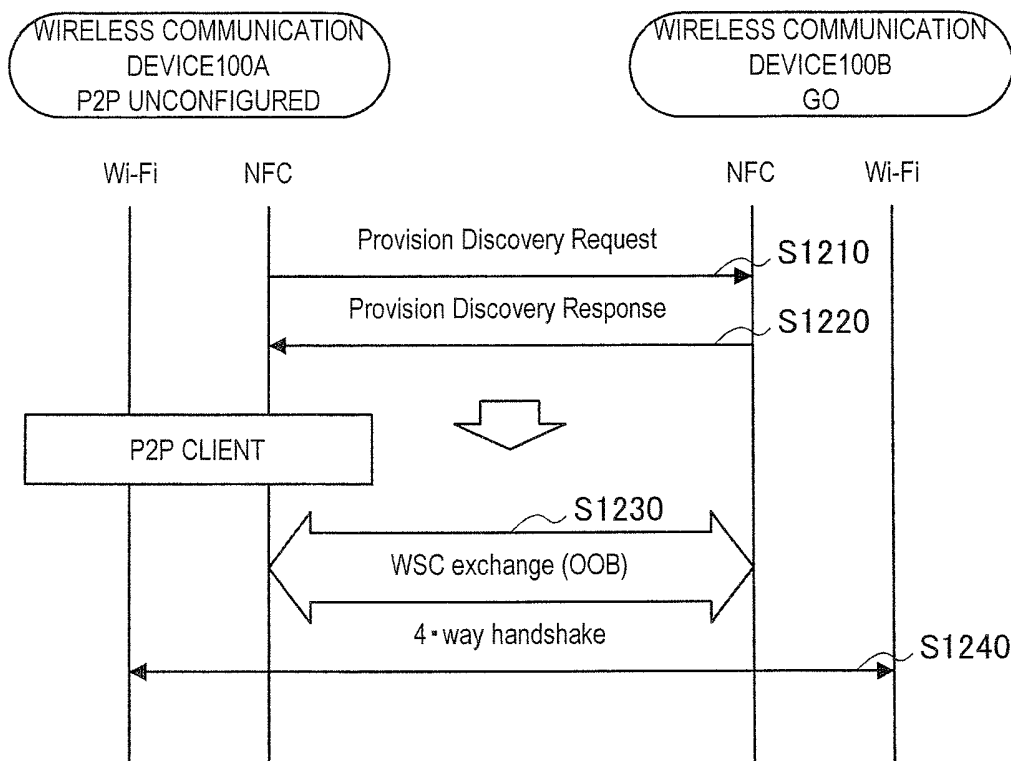 WIRELESS COMMUNICATION
DEVICE100A
P2P UNCONFIGURED
WIRELESS COMMUNICATION
DEVICE100B
GO
Wi-Fi
NFC
NFC
Wi-Fi
Provision Discovery Request
S1210
Provision Discovery Response
S1220
P2P CLIENT
S1230
WSC exchange (OOB)
4・way handshake
S1240